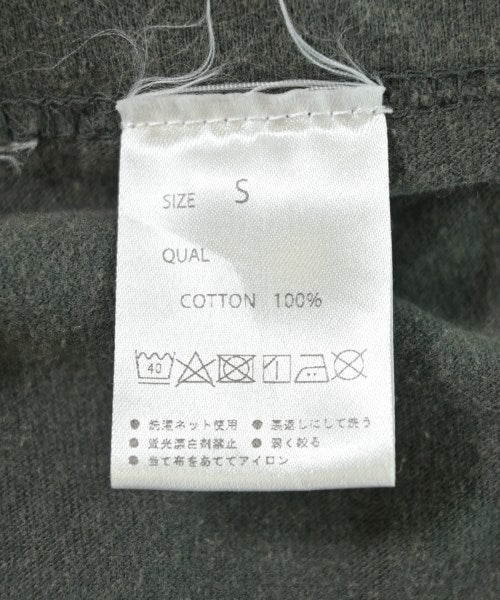 SIZE S
QUAL
COTTON 100%
40
● 洗濯ネット使用 ● 裏返しにして洗う
● 蛍光漂白剤禁止 ● 弱く絞る
● 当て布をあててアイロン